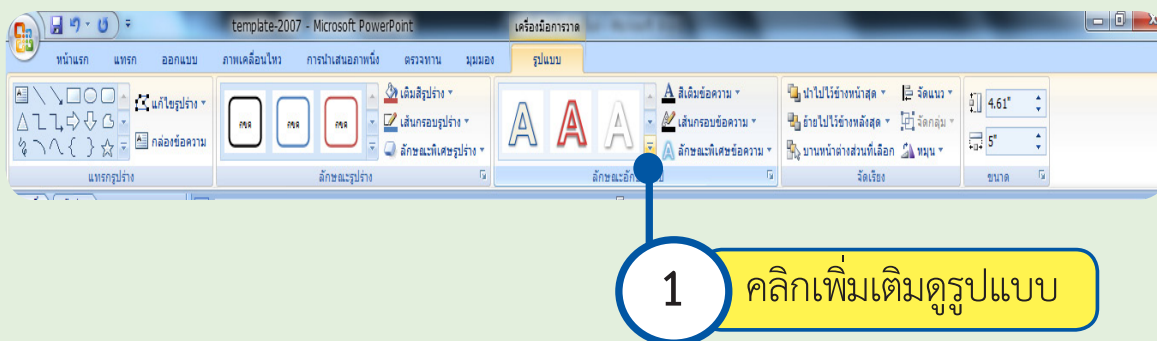 template-2007 - Microsoft PowerPoint
เครื่องมือการวาด
หน้าแรก แทรก ออกแบบ ภาพเคลื่อนไหว การนำเสนอภาพนิ่ง ตรวจทาน มุมมอง รูปแบบ
แก้ไขรูปร่าง
กล่องข้อความ
แทรกรูปร่าง
กขค กขค กขค
เติมสีรูปร่าง
เส้นกรอบรูปร่าง
ลักษณะพิเศษรูปร่าง
ลักษณะรูปร่าง
A A A
สีเติมข้อความ
เส้นกรอบข้อความ
ลักษณะพิเศษข้อความ
นำไปไว้ข้างหน้าสุด
ย้ายไปไว้ข้างหลังสุด
บานหน้าต่างส่วนที่เลือก
จัดแนว
จัดกลุ่ม
หมุน
จัดเรียง
4.61"
5"
ขนาด
1 คลิกเพิ่มเติมดูรูปแบบ